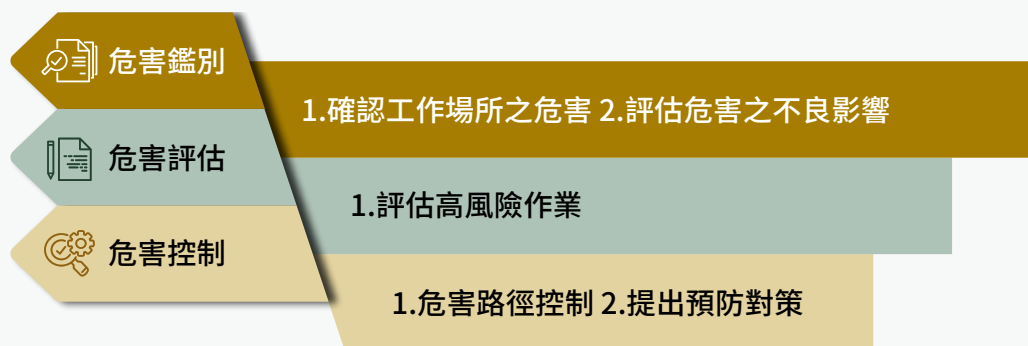 危害鑑別
1.確認工作場所之危害 2.評估危害之不良影響
危害評估
1.評估高風險作業
危害控制
1.危害路徑控制 2.提出預防對策